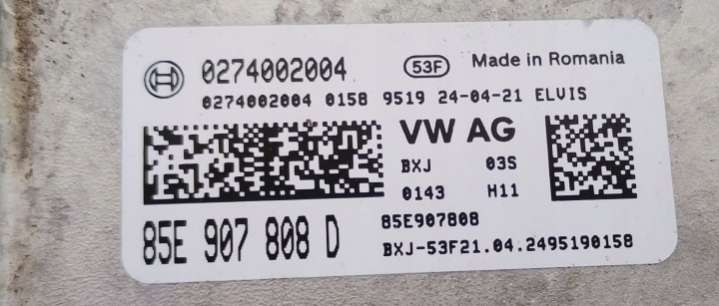 0274002004 53F Made in Romania
0274002004 0158 9519 24-04-21 ELVIS
VW AG
BXJ 03S
0143 H11
85E 907 808 D
85E907808
BXJ-53F21.04.2495190158